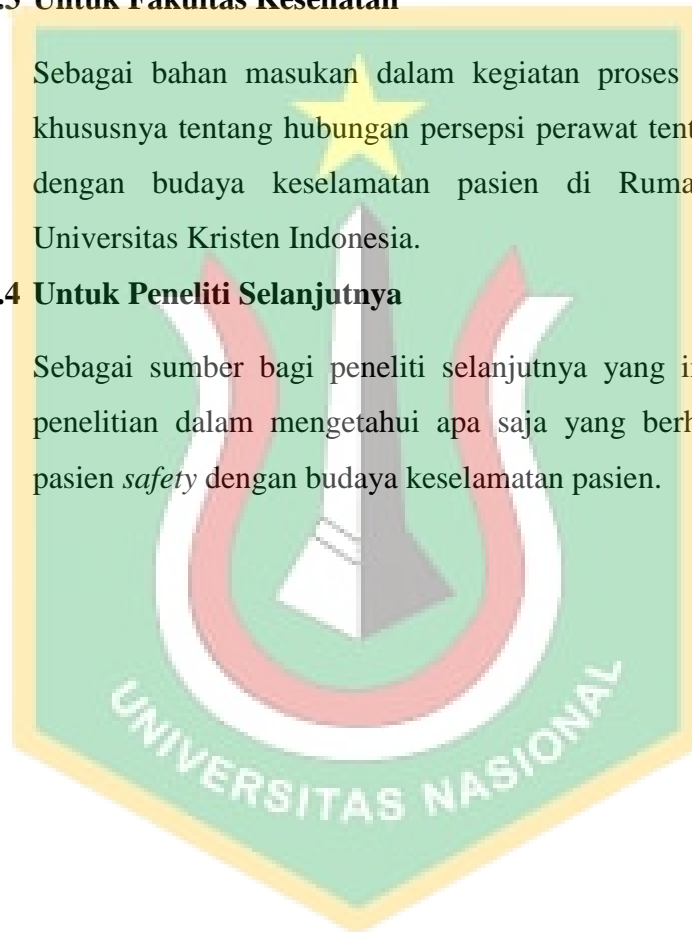 .3 Untuk Fakultas Kesehatan
Sebagai bahan masukan dalam kegiatan proses
khususnya tentang hubungan persepsi perawat tent
dengan budaya keselamatan pasien di Ruma
Universitas Kristen Indonesia.
.4 Untuk Peneliti Selanjutnya
Sebagai sumber bagi peneliti selanjutnya yang i
penelitian dalam mengetahui apa saja yang berh
pasien safety dengan budaya keselamatan pasien.
UNIVERSITAS NASIONAL